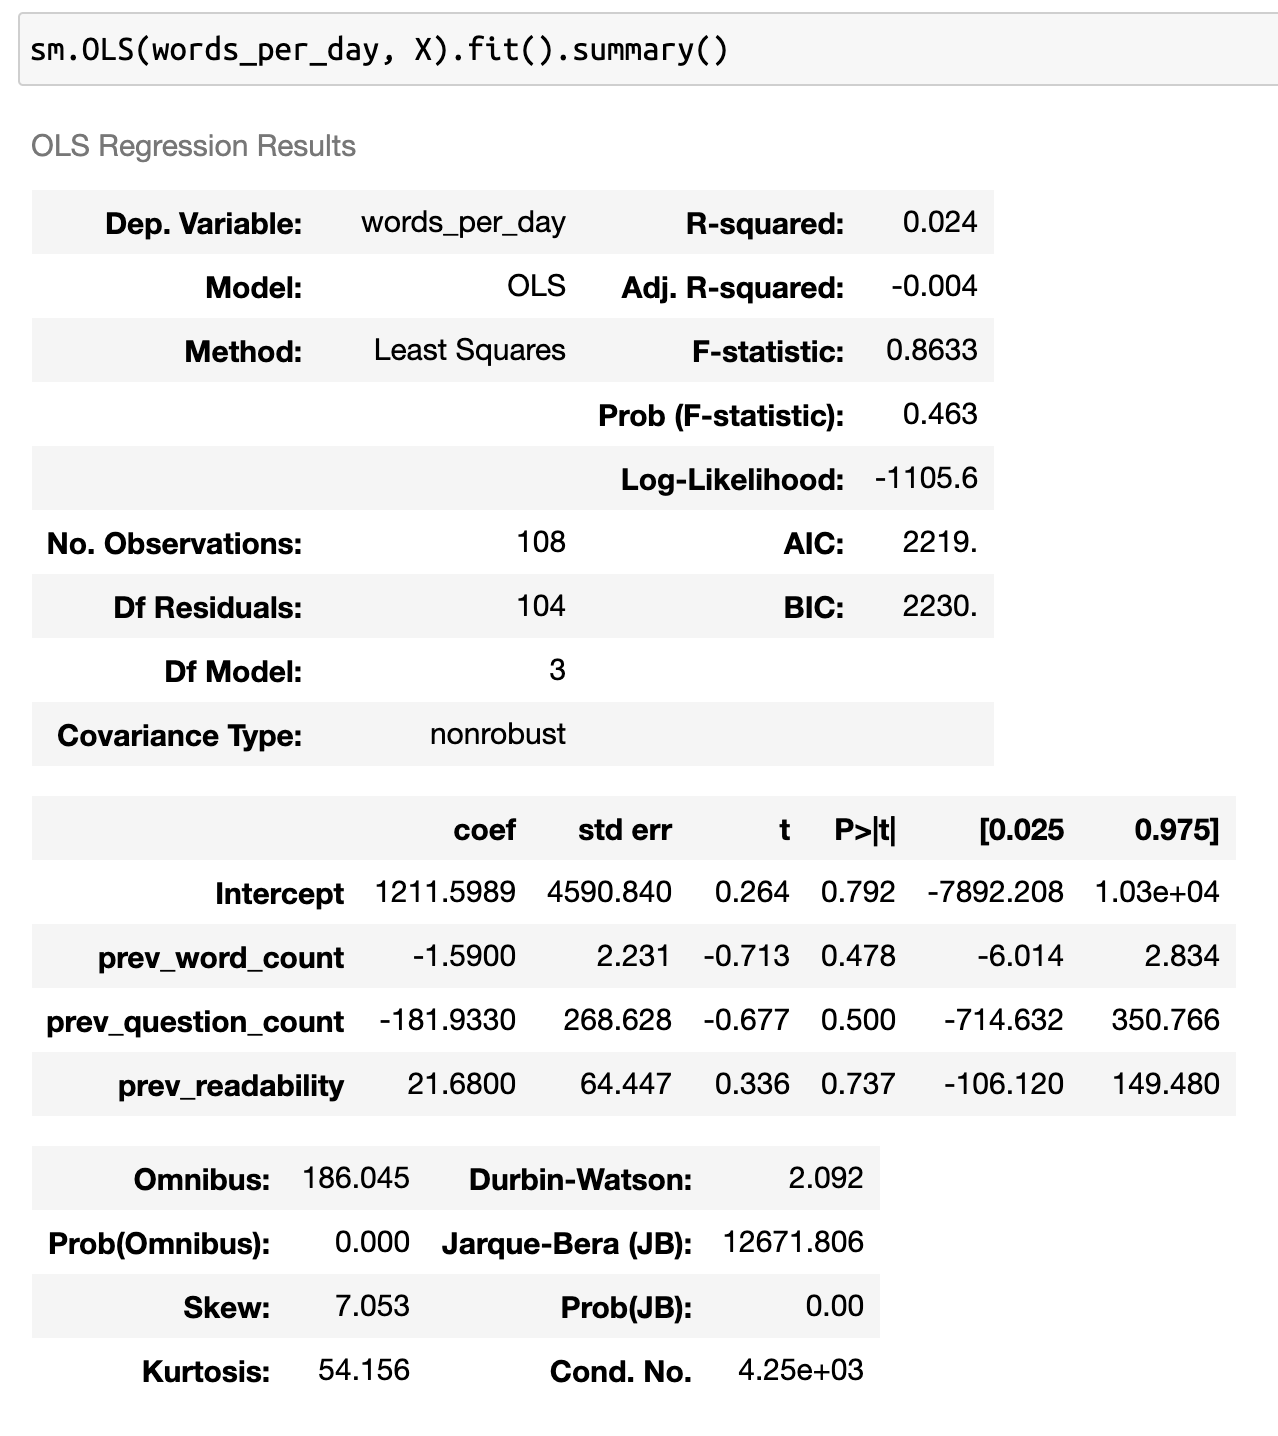 sm.OLS(words_per_day, X).fit().summary()
OLS Regression Results
Dep. Variable: words_per_day R-squared: 0.024
Model: OLS Adj. R-squared: -0.004
Method: Least Squares F-statistic: 0.8633
Prob (F-statistic): 0.463
Log-Likelihood: -1105.6
No. Observations: 108 AIC: 2219.
Df Residuals: 104 BIC: 2230.
Df Model: 3
Covariance Type: nonrobust
coef std err t P>|t| [0.025 0.975]
Intercept 1211.5989 4590.840 0.264 0.792 -7892.208 1.03e+04
prev_word_count -1.5900 2.231 -0.713 0.478 -6.014 2.834
prev_question_count -181.9330 268.628 -0.677 0.500 -714.632 350.766
prev_readability 21.6800 64.447 0.336 0.737 -106.120 149.480
Omnibus: 186.045 Durbin-Watson: 2.092
Prob(Omnibus): 0.000 Jarque-Bera (JB): 12671.806
Skew: 7.053 Prob(JB): 0.00
Kurtosis: 54.156 Cond. No. 4.25e+03